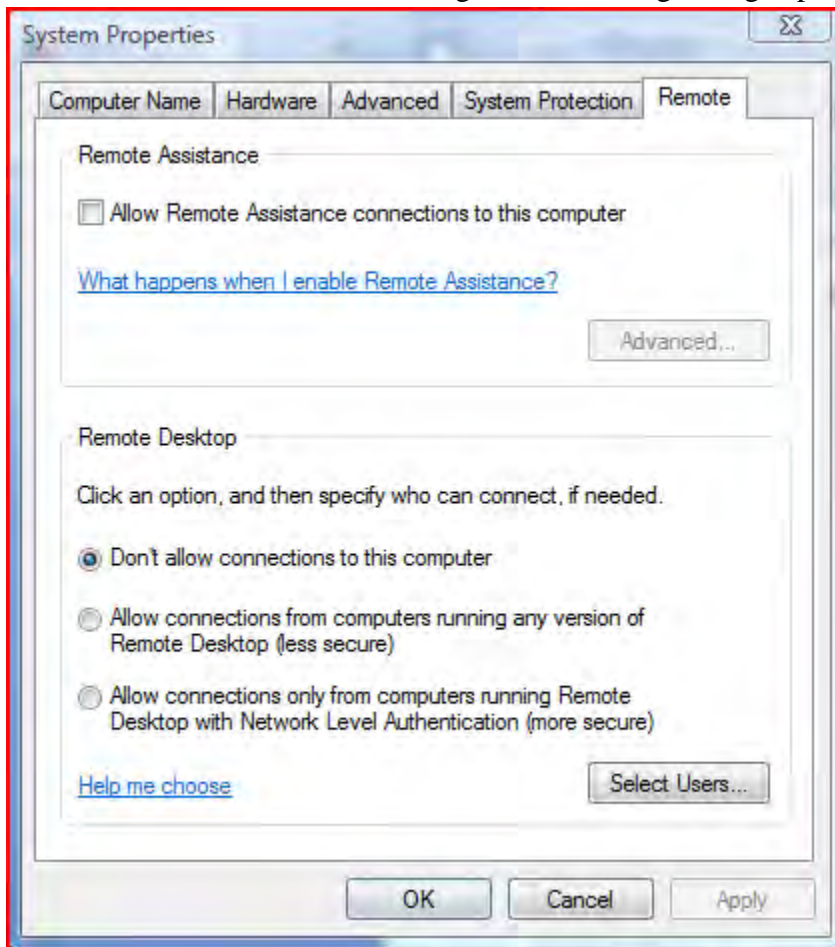 System Properties
Computer Name Hardware Advanced System Protection Remote
Remote Assistance
Allow Remote Assistance connections to this computer
What happens when I enable Remote Assistance?
Advanced...
Remote Desktop
Click an option, and then specify who can connect, if needed.
Don't allow connections to this computer
Allow connections from computers running any version of
Remote Desktop (less secure)
Allow connections only from computers running Remote
Desktop with Network Level Authentication (more secure)
Help me choose
Select Users...
OK Cancel Apply